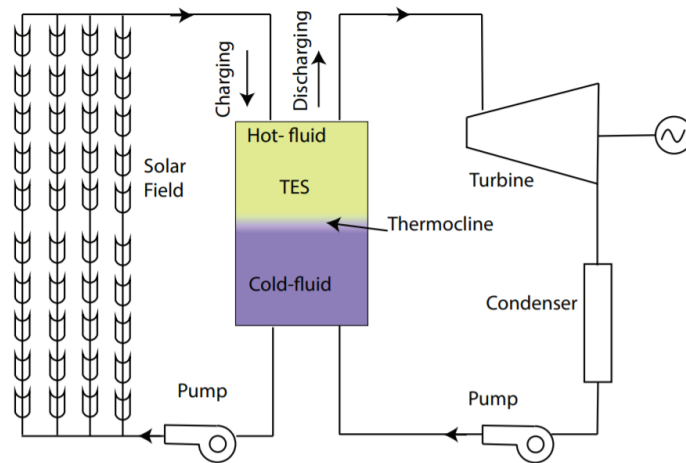 Charging
Discharging
Hot- fluid
TES
Thermocline
Cold-fluid
Solar
Field
Turbine
Condenser
Pump
Pump